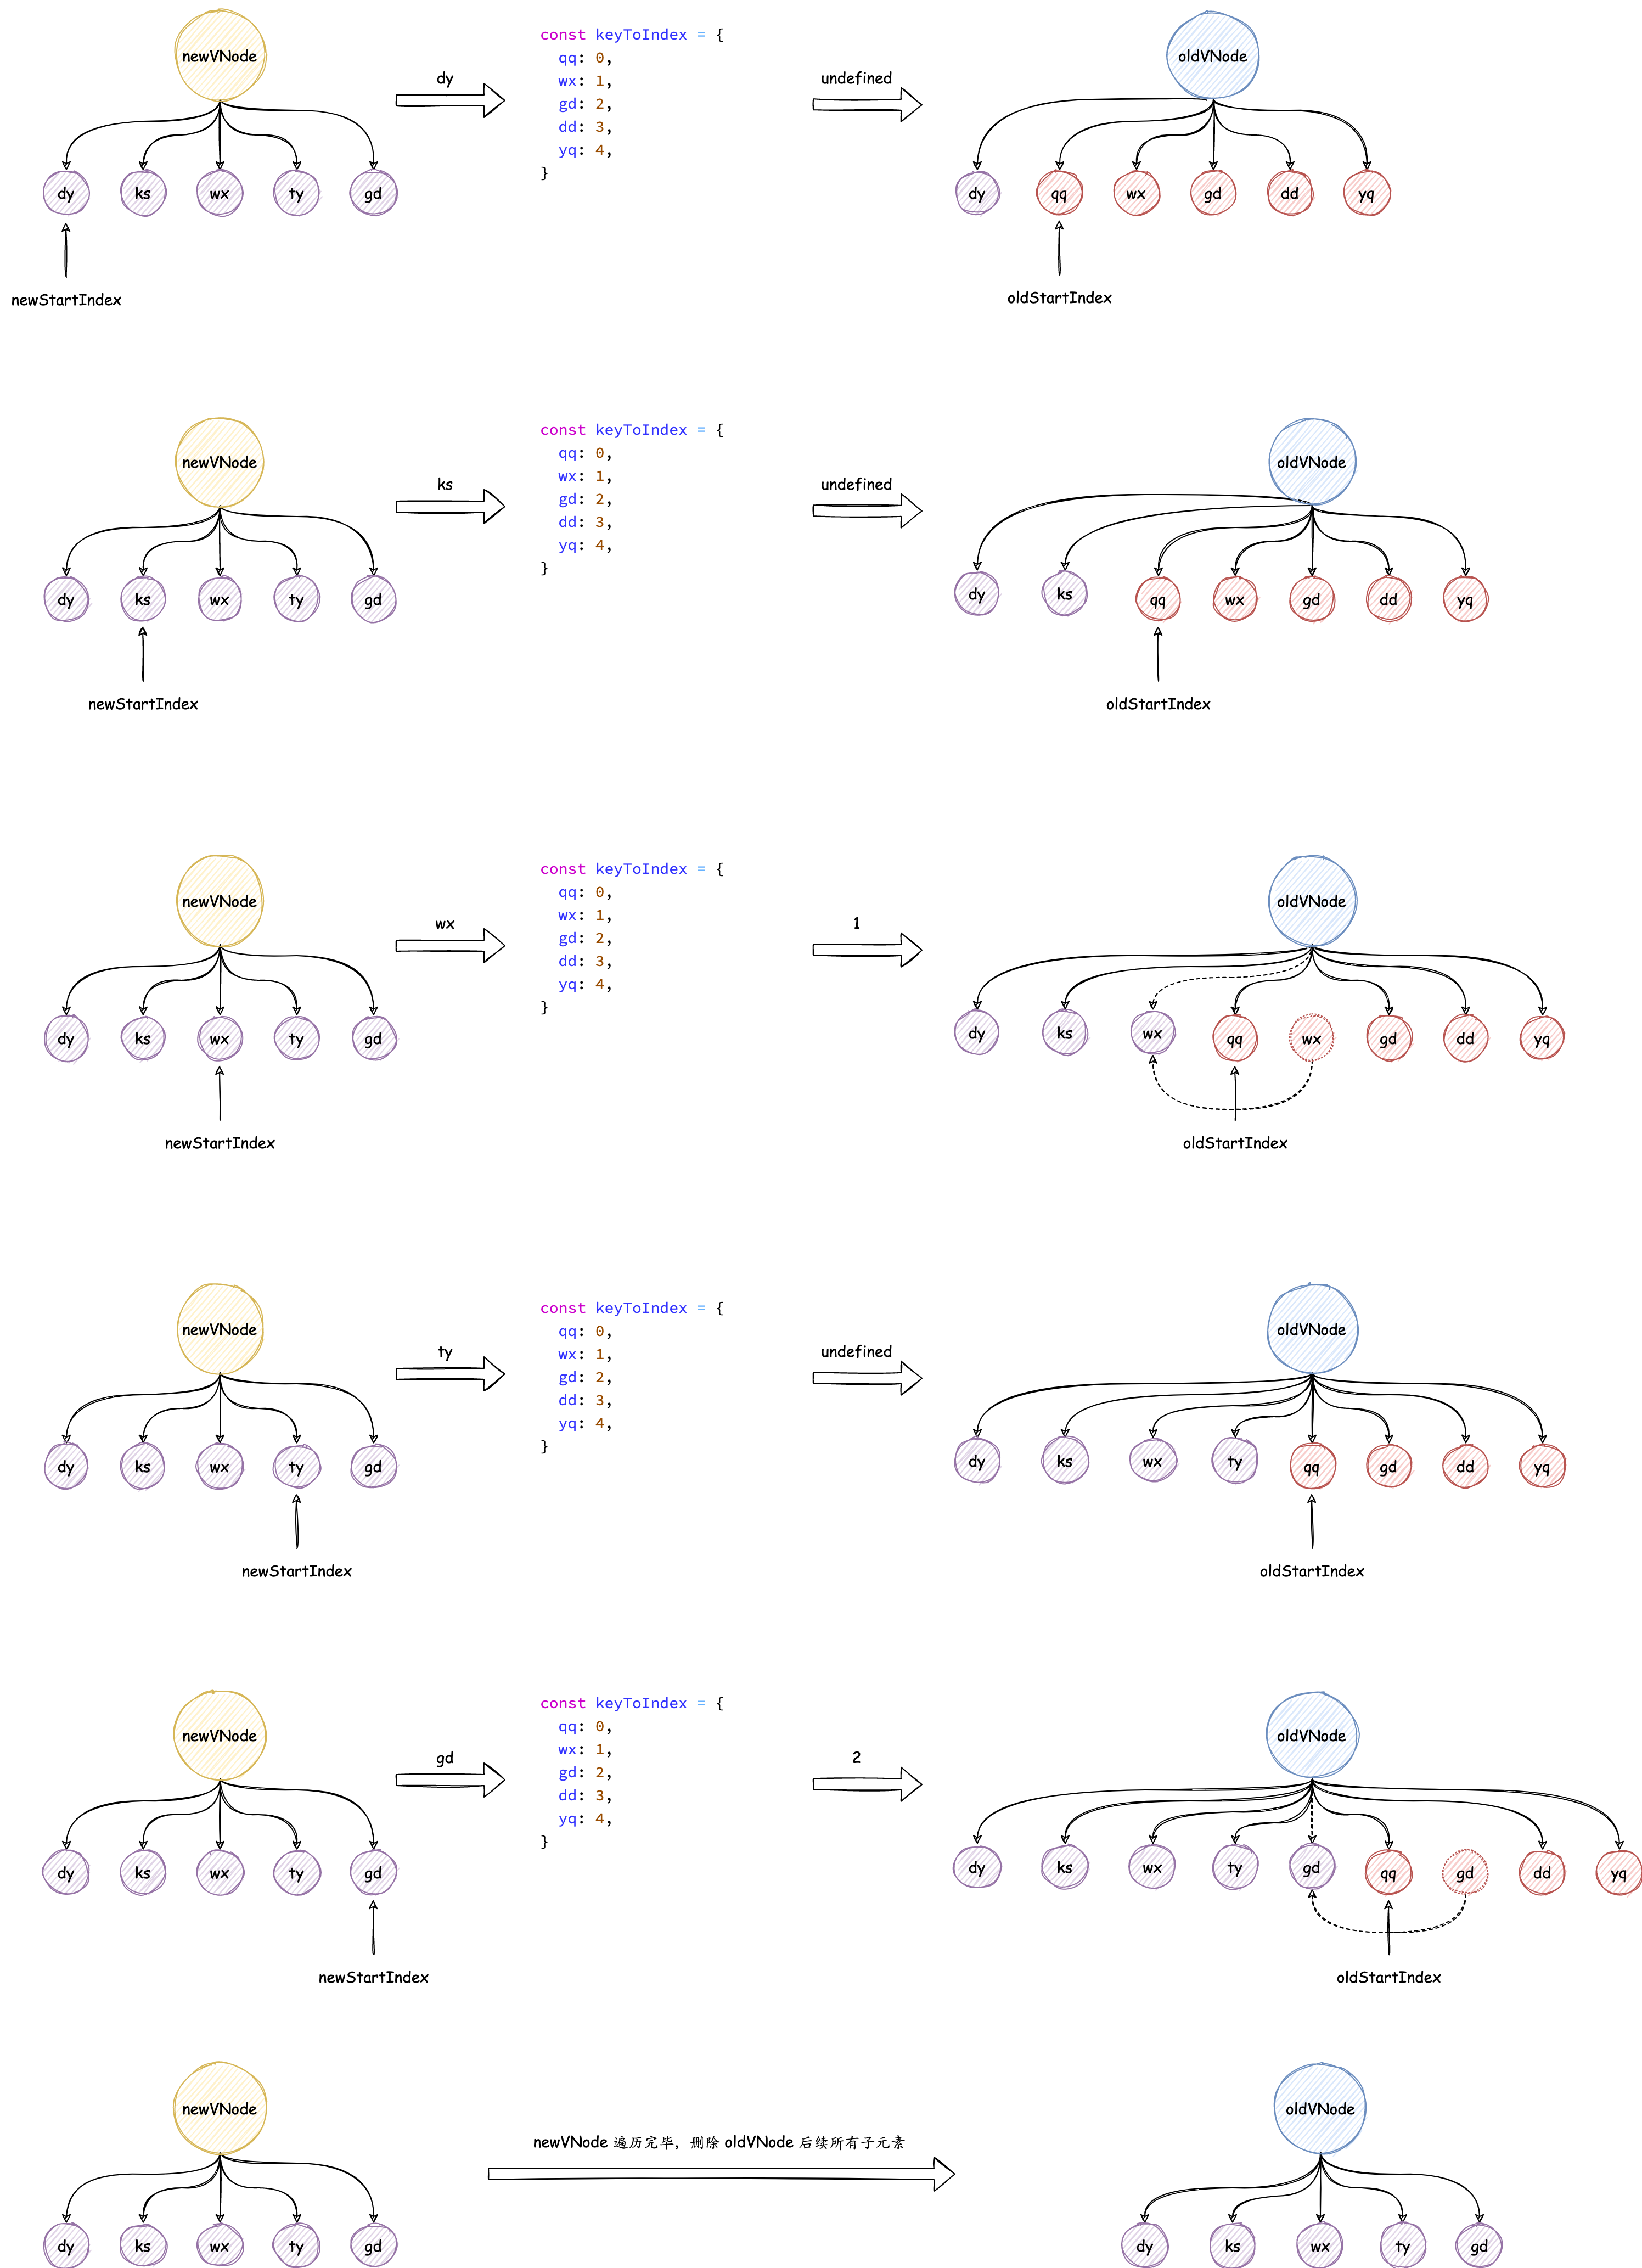 newVNode
dy
const keyToIndex = {
qq: 0,
wx: 1,
gd: 2,
dd: 3,
yq: 4,
}
undefined
oldVNode
dy ks wx ty gd
dy qq wx gd dd yq
newStartIndex
oldStartIndex
newVNode
ks
const keyToIndex = {
qq: 0,
wx: 1,
gd: 2,
dd: 3,
yq: 4,
}
undefined
oldVNode
dy ks wx ty gd
dy ks qq wx gd dd yq
newStartIndex
oldStartIndex
newVNode
wx
const keyToIndex = {
qq: 0,
wx: 1,
gd: 2,
dd: 3,
yq: 4,
}
1
oldVNode
dy ks wx ty gd
dy ks wx qq wx gd dd yq
newStartIndex
oldStartIndex
newVNode
ty
const keyToIndex = {
qq: 0,
wx: 1,
gd: 2,
dd: 3,
yq: 4,
}
undefined
oldVNode
dy ks wx ty gd
dy ks wx ty qq gd dd yq
newStartIndex
oldStartIndex
newVNode
gd
const keyToIndex = {
qq: 0,
wx: 1,
gd: 2,
dd: 3,
yq: 4,
}
2
oldVNode
dy ks wx ty gd
dy ks wx ty gd qq gd dd yq
newStartIndex
oldStartIndex
newVNode
newVNode 遍历完毕，删除 oldVNode 后续所有子元素
oldVNode
dy ks wx ty gd
dy ks wx ty gd